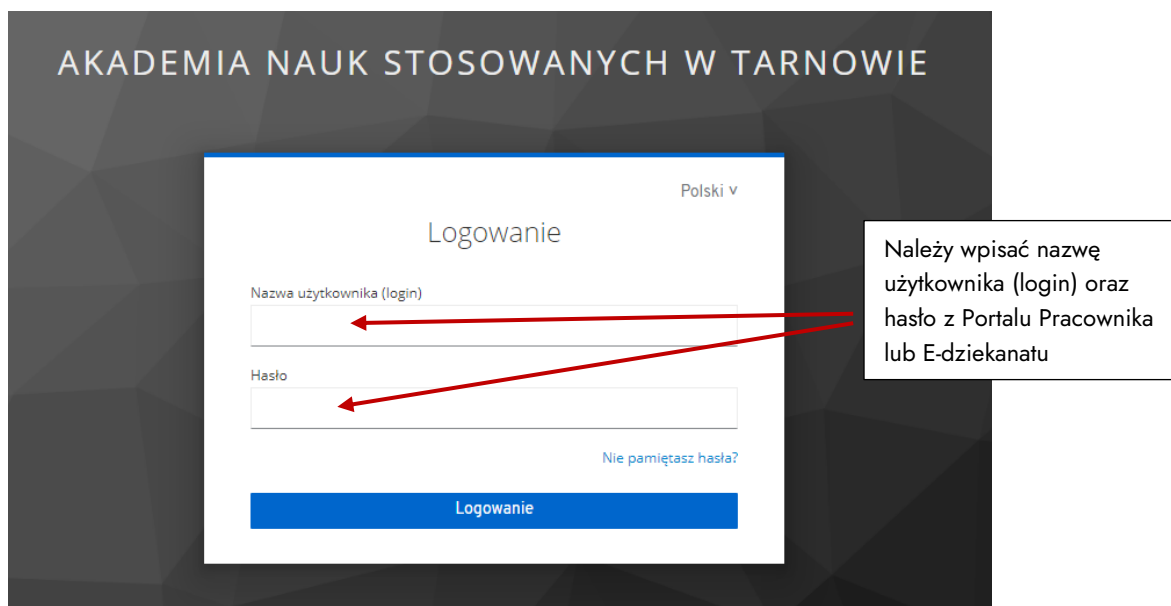 AKADEMIA NAUK STOSOWANYCH W TARNOWIE
Polski v
Logowanie
Nazwa użytkownika (login)
Hasło
Nie pamiętasz hasła?
Logowanie
Należy wpisać nazwę
użytkownika (login) oraz
hasło z Portalu Pracownika
lub E-dziekanatu